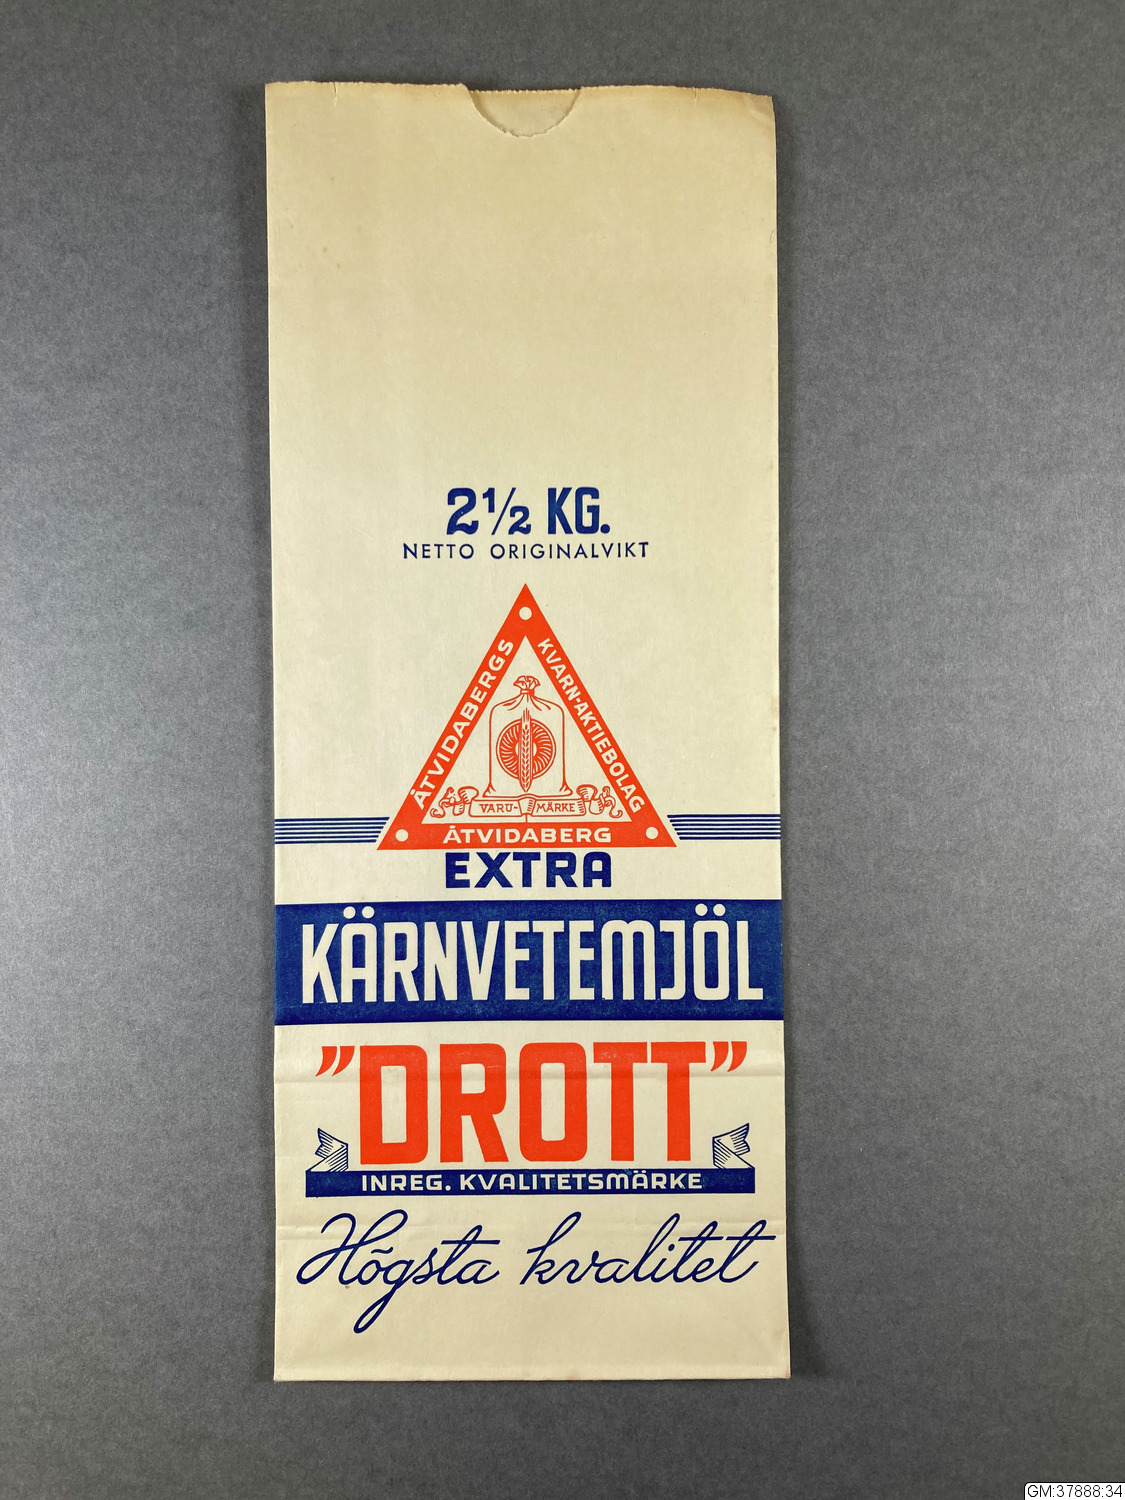 2½ KG.
NETTO ORIGINALVIKT
ÅTVIDABERGS
KVARN-AKTIEBOLAG
VARU-MÄRKE
ÅTVIDABERG
EXTRA
KÄRNVETEMJÖL
"DROTT"
INREG. KVALITETSMÄRKE
Högsta kvalitet
GM:37888:34